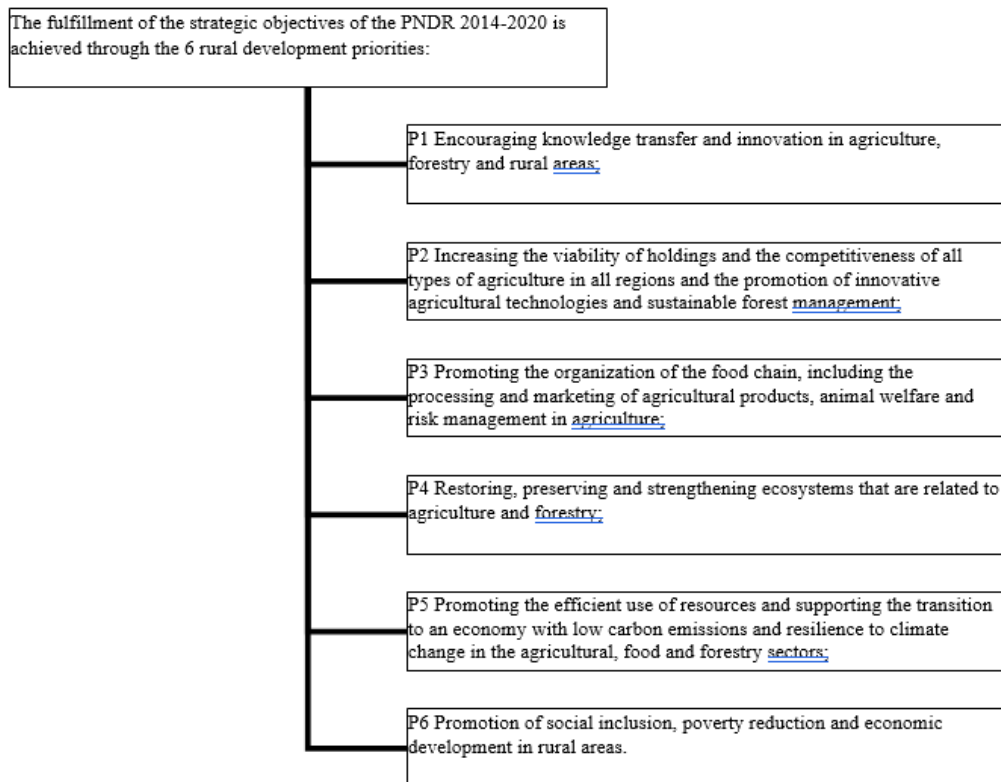 The fulfillment of the strategic objectives of the PNDR 2014-2020 is
achieved through the 6 rural development priorities:
P1 Encouraging knowledge transfer and innovation in agriculture,
forestry and rural areas;
P2 Increasing the viability of holdings and the competitiveness of all
types of agriculture in all regions and the promotion of innovative
agricultural technologies and sustainable forest management;
P3 Promoting the organization of the food chain, including the
processing and marketing of agricultural products, animal welfare and
risk management in agriculture;
P4 Restoring, preserving and strengthening ecosystems that are related to
agriculture and forestry;
P5 Promoting the efficient use of resources and supporting the transition
to an economy with low carbon emissions and resilience to climate
change in the agricultural, food and forestry sectors;
P6 Promotion of social inclusion, poverty reduction and economic
development in rural areas.